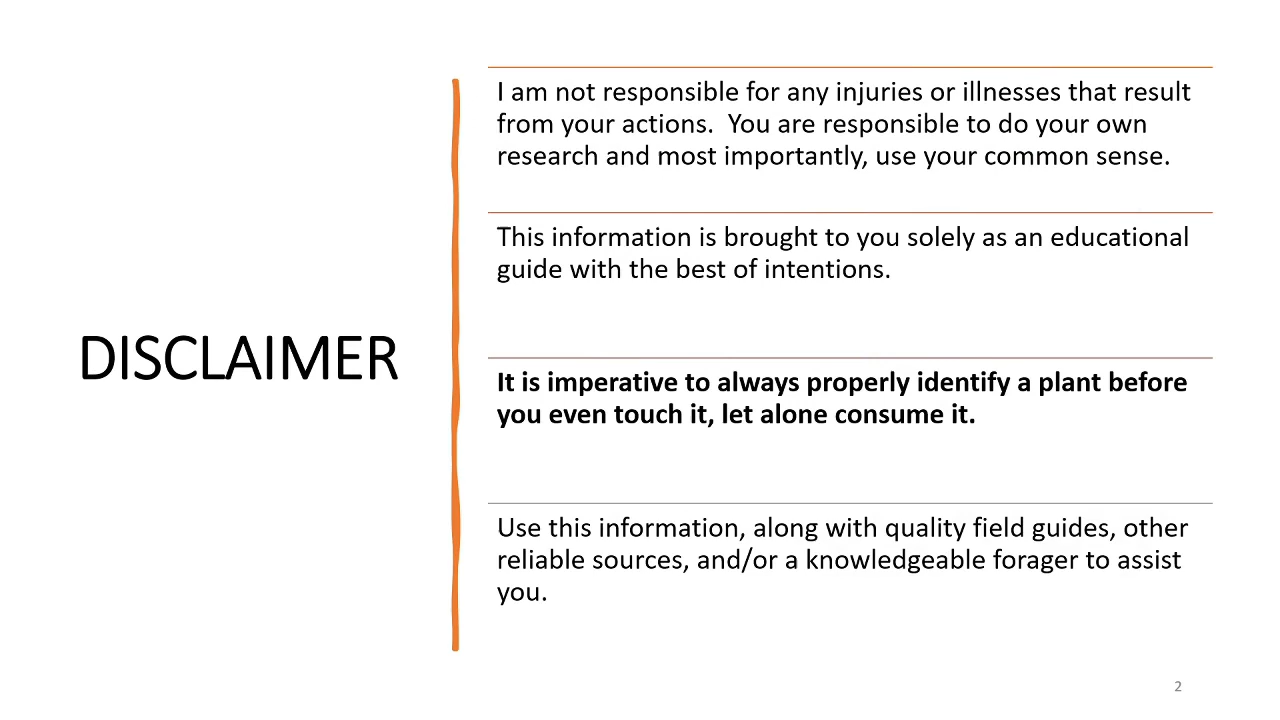 DISCLAIMER
I am not responsible for any injuries or illnesses that result
from your actions.  You are responsible to do your own
research and most importantly, use your common sense.
This information is brought to you solely as an educational
guide with the best of intentions.
It is imperative to always properly identify a plant before
you even touch it, let alone consume it.
Use this information, along with quality field guides, other
reliable sources, and/or a knowledgeable forager to assist
you.
2